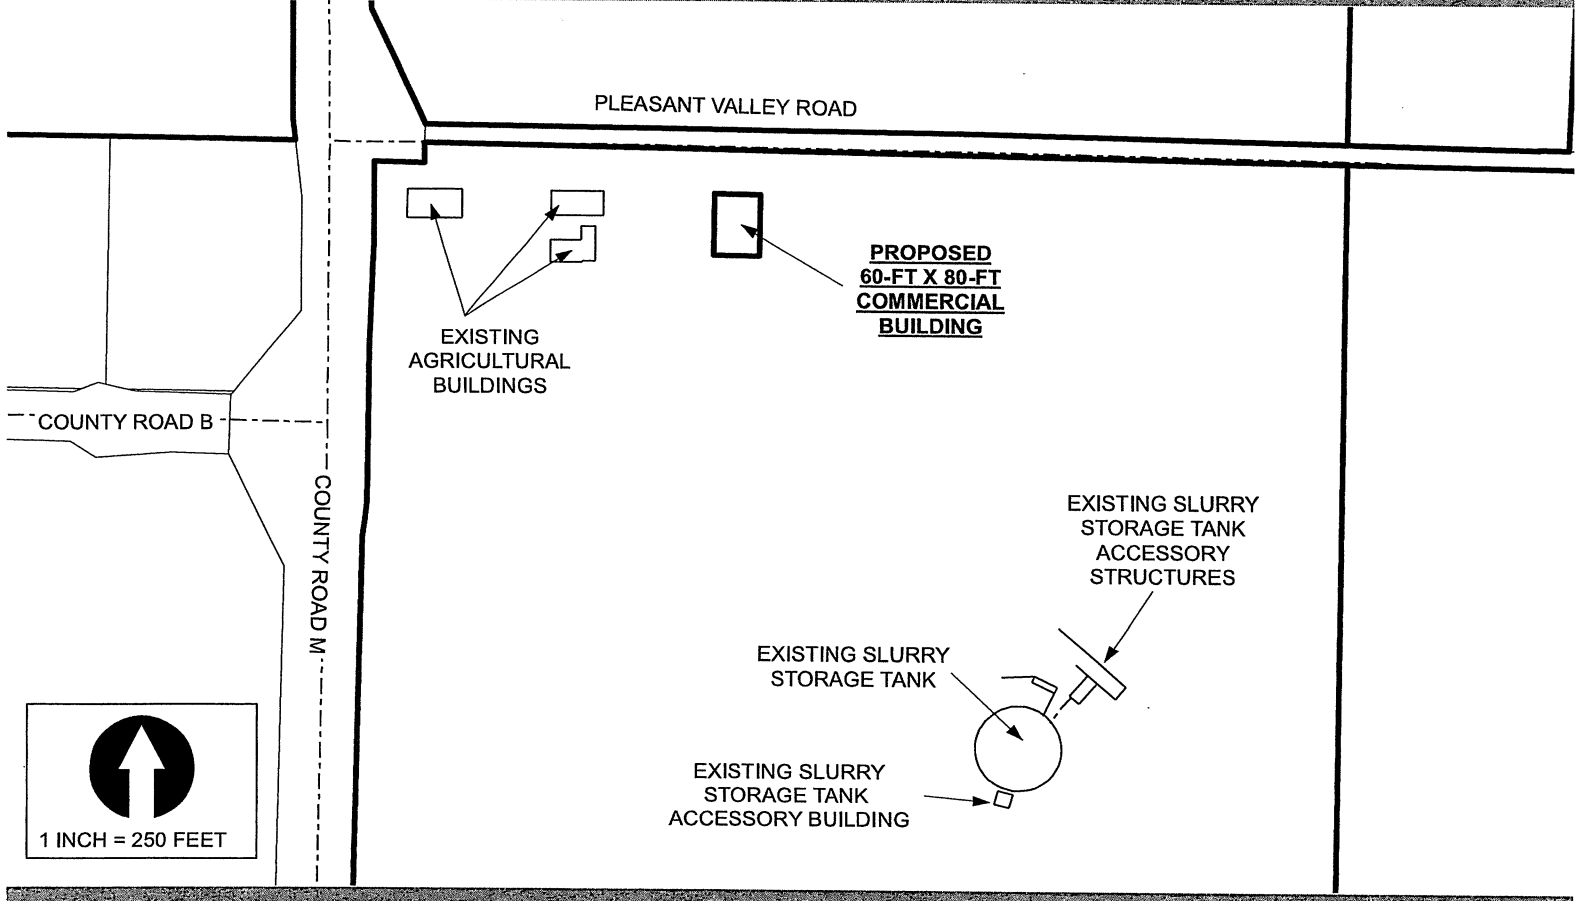 PLEASANT VALLEY ROAD
PROPOSED
60-FT X 80-FT
COMMERCIAL
BUILDING
EXISTING
AGRICULTURAL
BUILDINGS
COUNTY ROAD B
COUNTY ROAD M
EXISTING SLURRY
STORAGE TANK
ACCESSORY
STRUCTURES
EXISTING SLURRY
STORAGE TANK
EXISTING SLURRY
STORAGE TANK
ACCESSORY BUILDING
1 INCH = 250 FEET